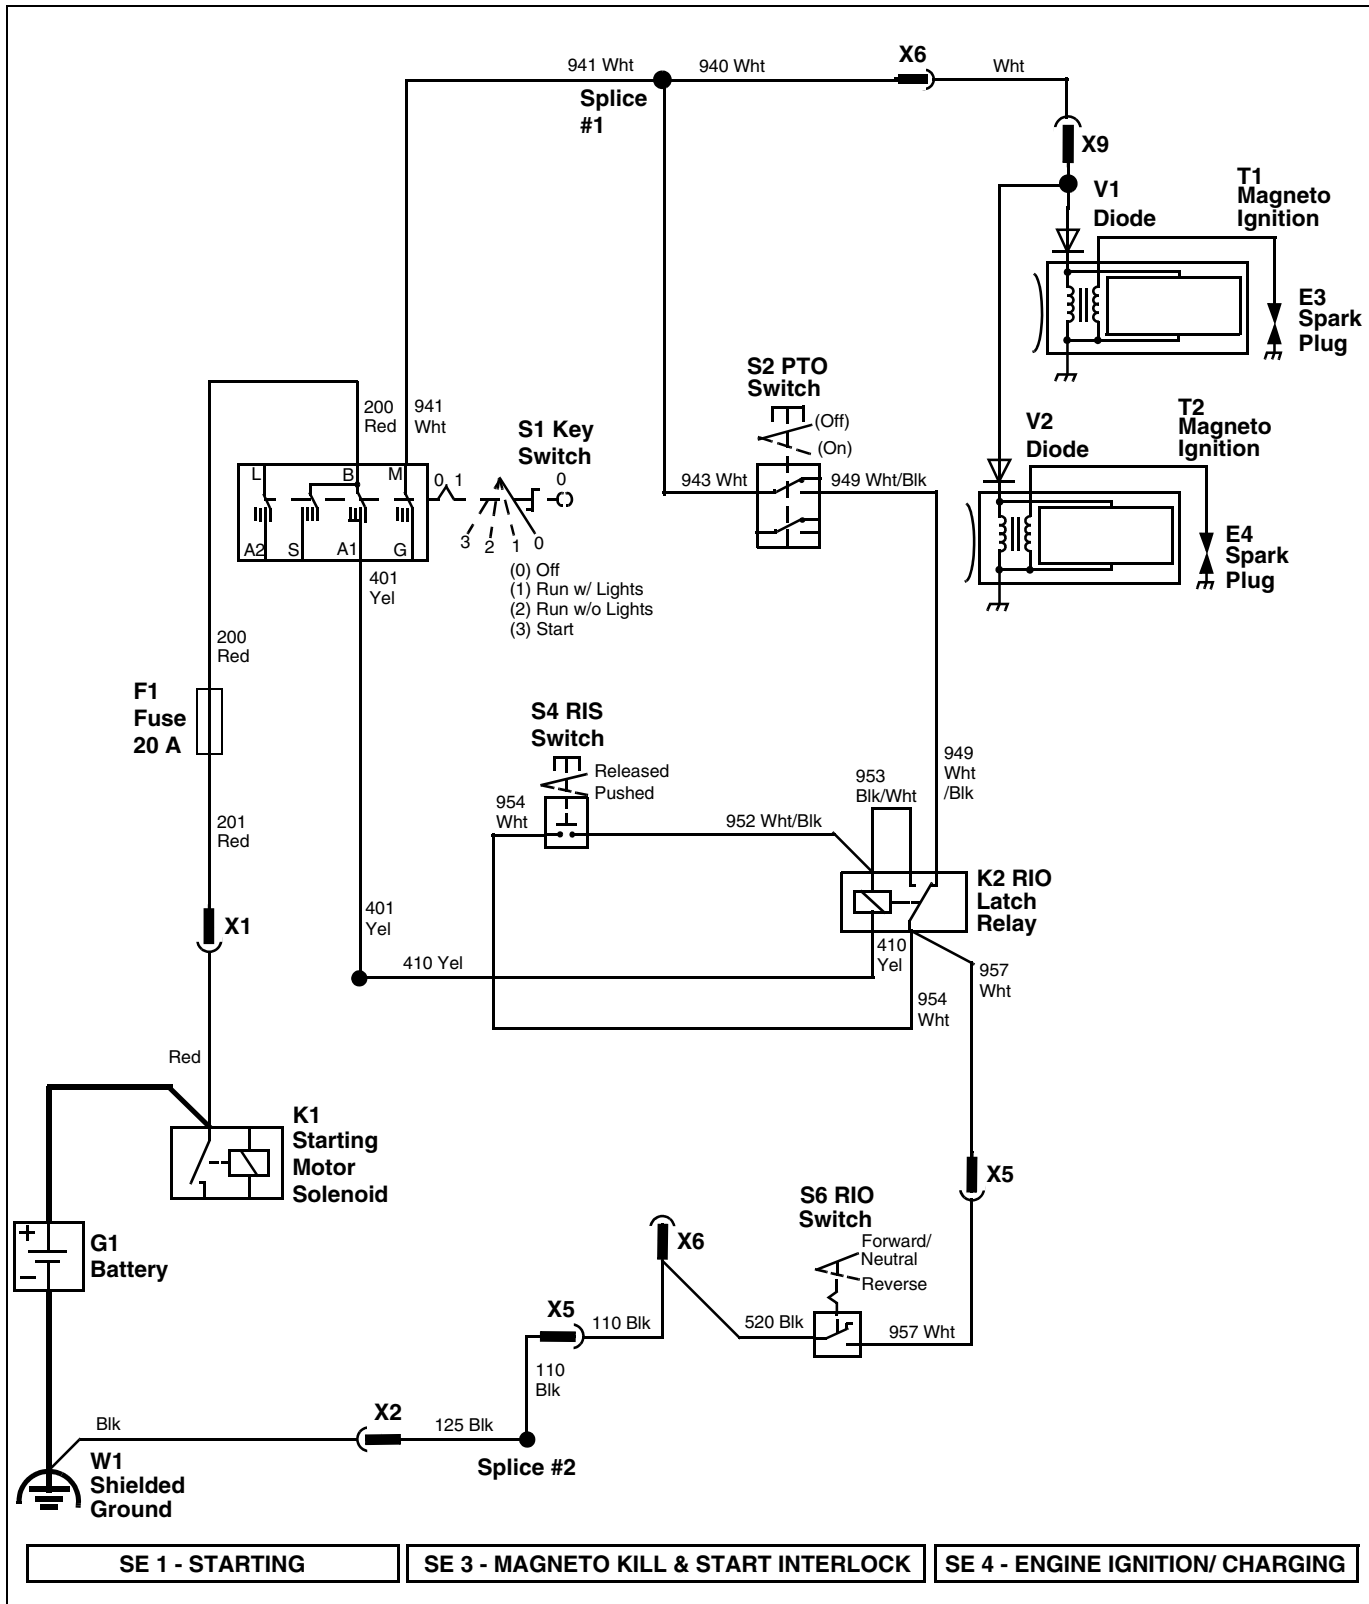 941 Wht
940 Wht
X6
Wht
Splice
#1
X9
V1
Diode
T1
Magneto
Ignition
E3
Spark
Plug
S2 PTO
Switch
(Off)
(On)
200
Red
941
Wht
S1 Key
Switch
V2
Diode
T2
Magneto
Ignition
L
B
M
0
1
0
943 Wht
949 Wht/Blk
A2
S
A1
G
3
2
1
0
E4
Spark
Plug
401
Yel
(0) Off
(1) Run w/ Lights
(2) Run w/o Lights
(3) Start
200
Red
F1
Fuse
20 A
S4 RIS
Switch
Released
Pushed
953
Blk/Wht
949
Wht
/Blk
954
Wht
952 Wht/Blk
201
Red
K2 RIO
Latch
Relay
X1
401
Yel
410 Yel
410
Yel
957
Wht
954
Wht
Red
K1
Starting
Motor
Solenoid
X5
S6 RIO
Switch
Forward/
Neutral
Reverse
+
–
G1
Battery
X6
X5
110 Blk
520 Blk
957 Wht
110
Blk
Blk
X2
125 Blk
Splice #2
W1
Shielded
Ground
SE 1 - STARTING
SE 3 - MAGNETO KILL & START INTERLOCK
SE 4 - ENGINE IGNITION/ CHARGING